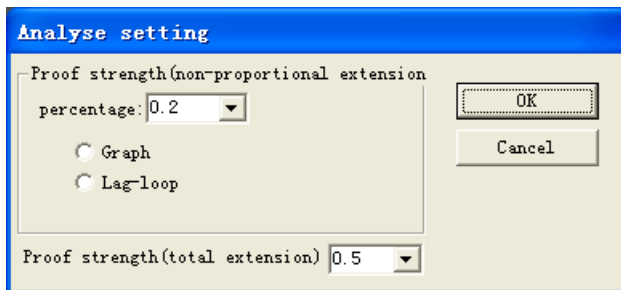 Analyse setting
Proof strength(non-proportional extension
percentage: 0.2
OK
Graph
Cancel
Lag-loop
Proof strength(total extension) 0.5